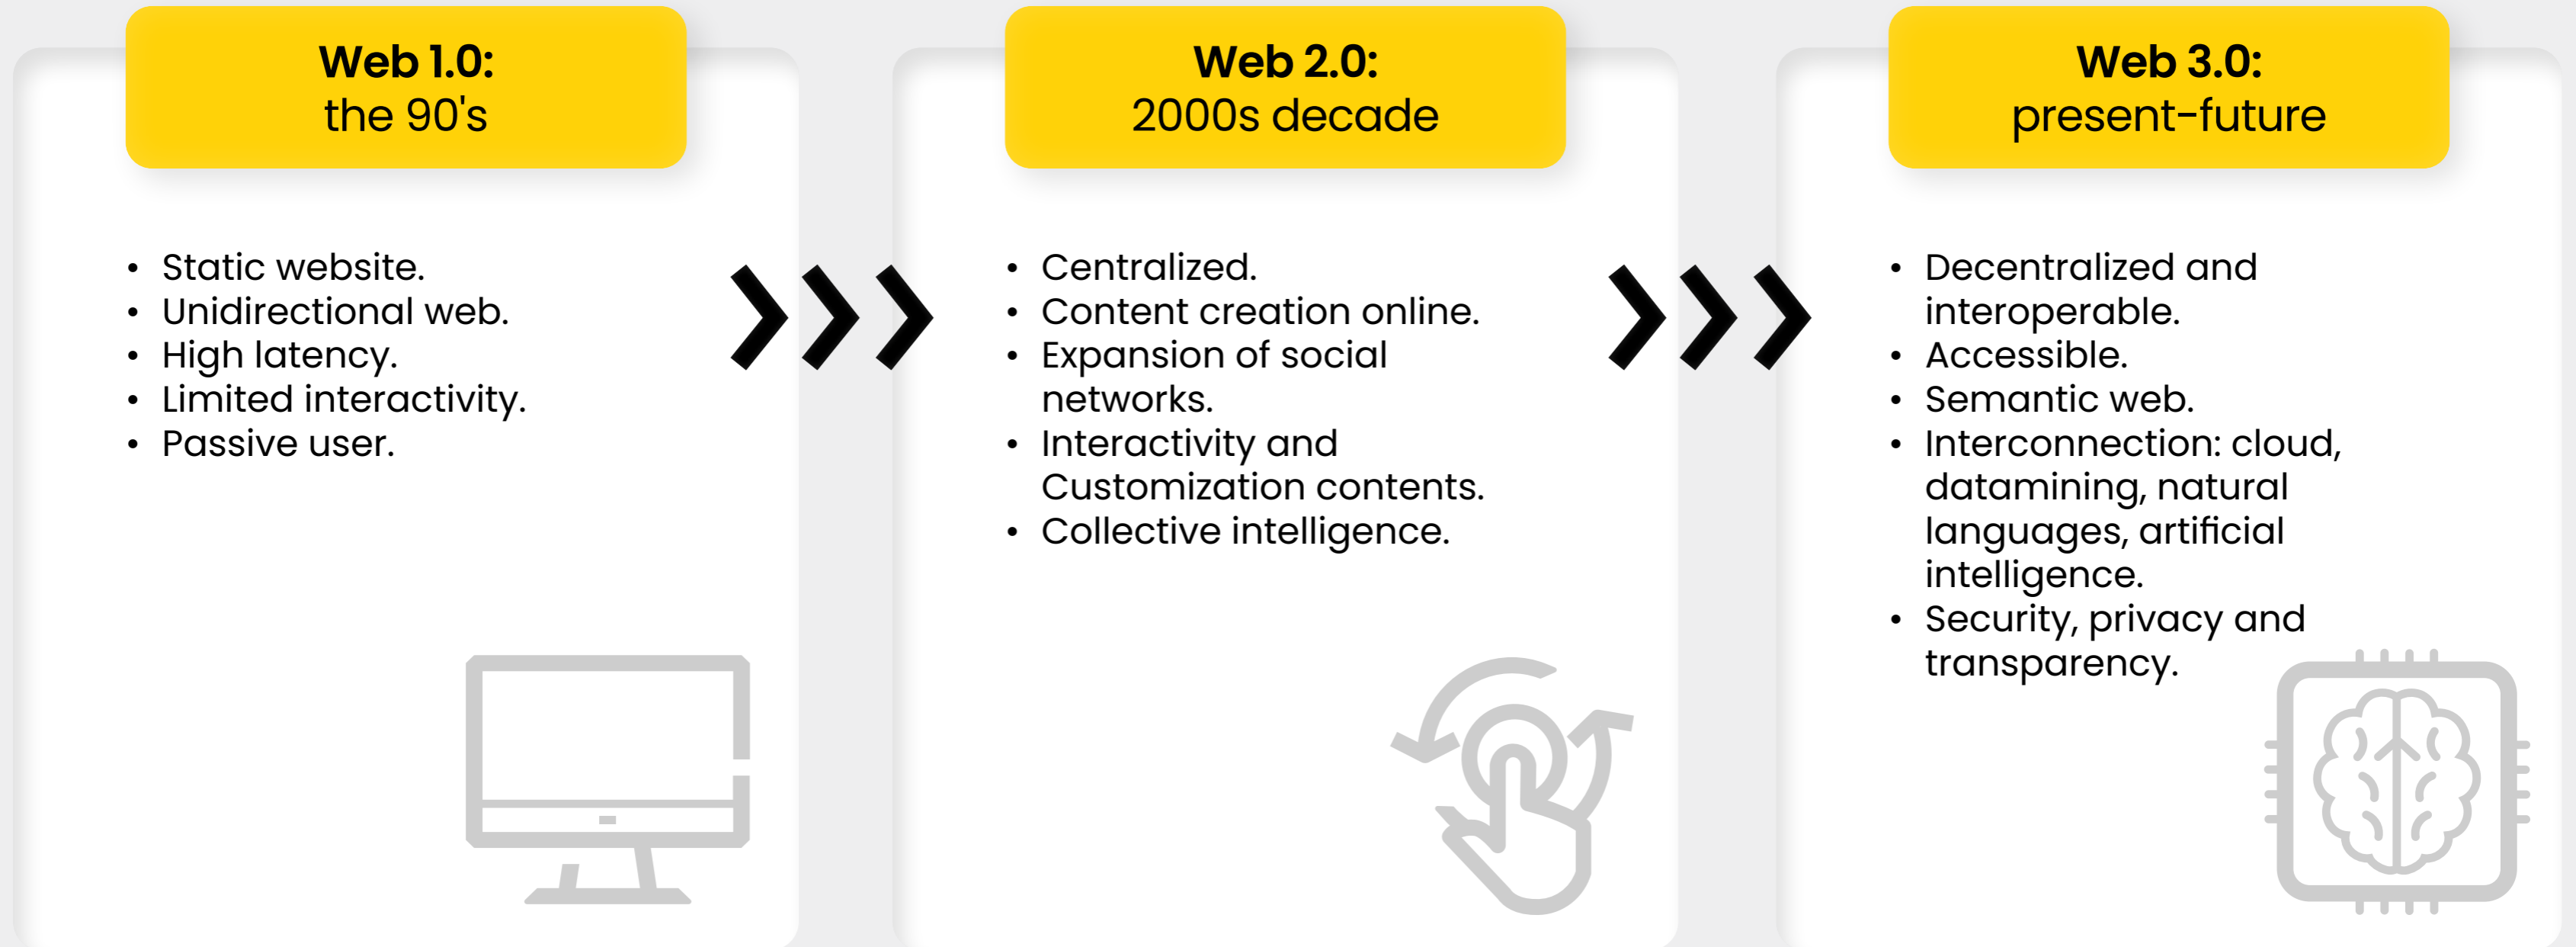 Web 1.0:
the 90's
• Static website.
• Unidirectional web.
• High latency.
• Limited interactivity.
• Passive user.
Web 2.0:
2000s decade
• Centralized.
• Content creation online.
• Expansion of social
networks.
• Interactivity and
Customization contents.
• Collective intelligence.
Web 3.0:
present-future
• Decentralized and
interoperable.
• Accessible.
• Semantic web.
• Interconnection: cloud,
datamining, natural
languages, artificial
intelligence.
• Security, privacy and
transparency.